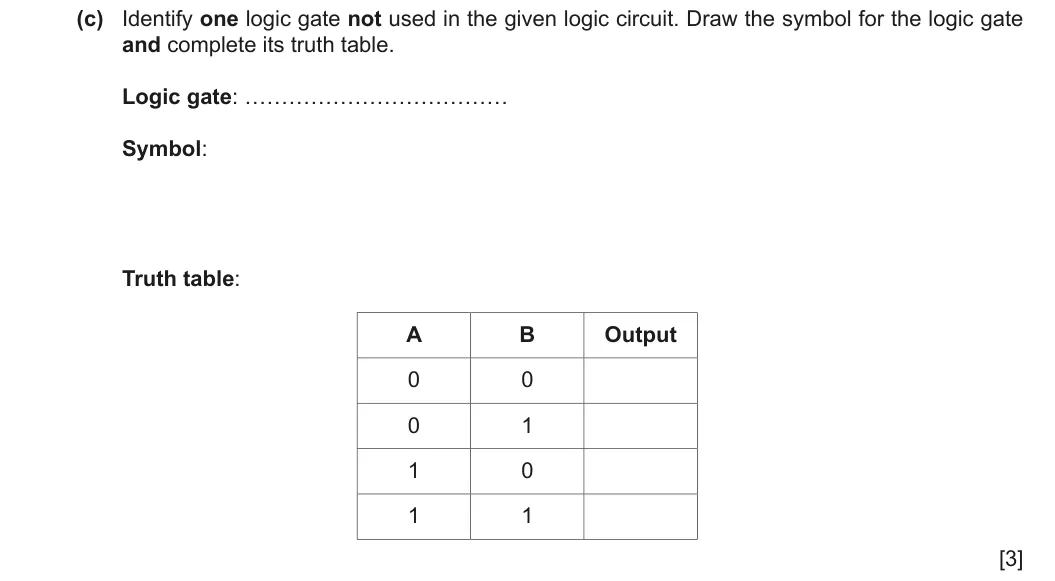 (c) Identify one logic gate not used in the given logic circuit. Draw the symbol for the logic gate
and complete its truth table.
Logic gate: ....................................
Symbol:
Truth table:
A B Output
0 0
0 1
1 0
1 1
[3]